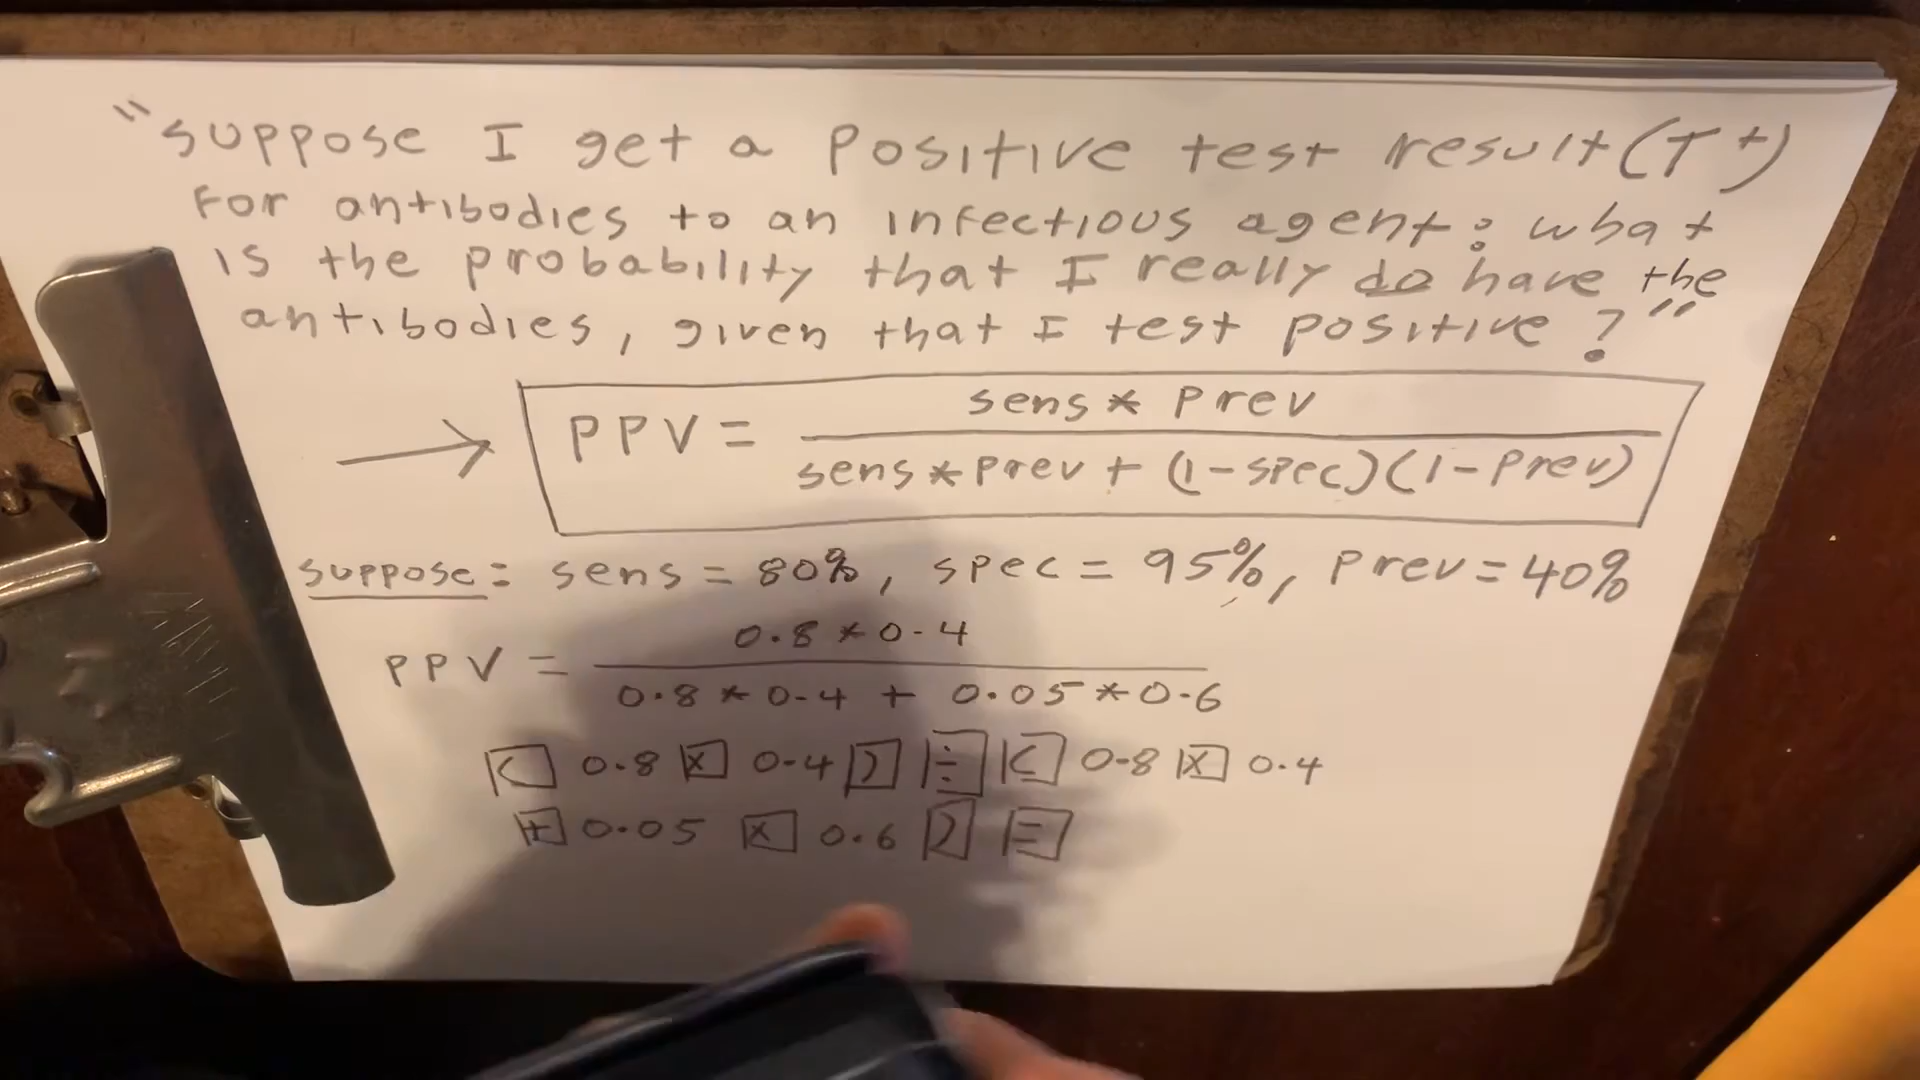 "Suppose I get a positive test result (T+)
for antibodies to an infectious agent: what
is the probability that I really do have the
antibodies, given that I test positive?"
→ PPV = sens * prev / sens * prev + (1 - spec)(1 - prev)
suppose: sens = 80%, spec = 95%, prev = 40%
PPV = 0.8 * 0.4 / 0.8 * 0.4 + 0.05 * 0.6
( 0.8 × 0.4 ) ÷ ( 0.8 × 0.4
+ 0.05 × 0.6 ) =